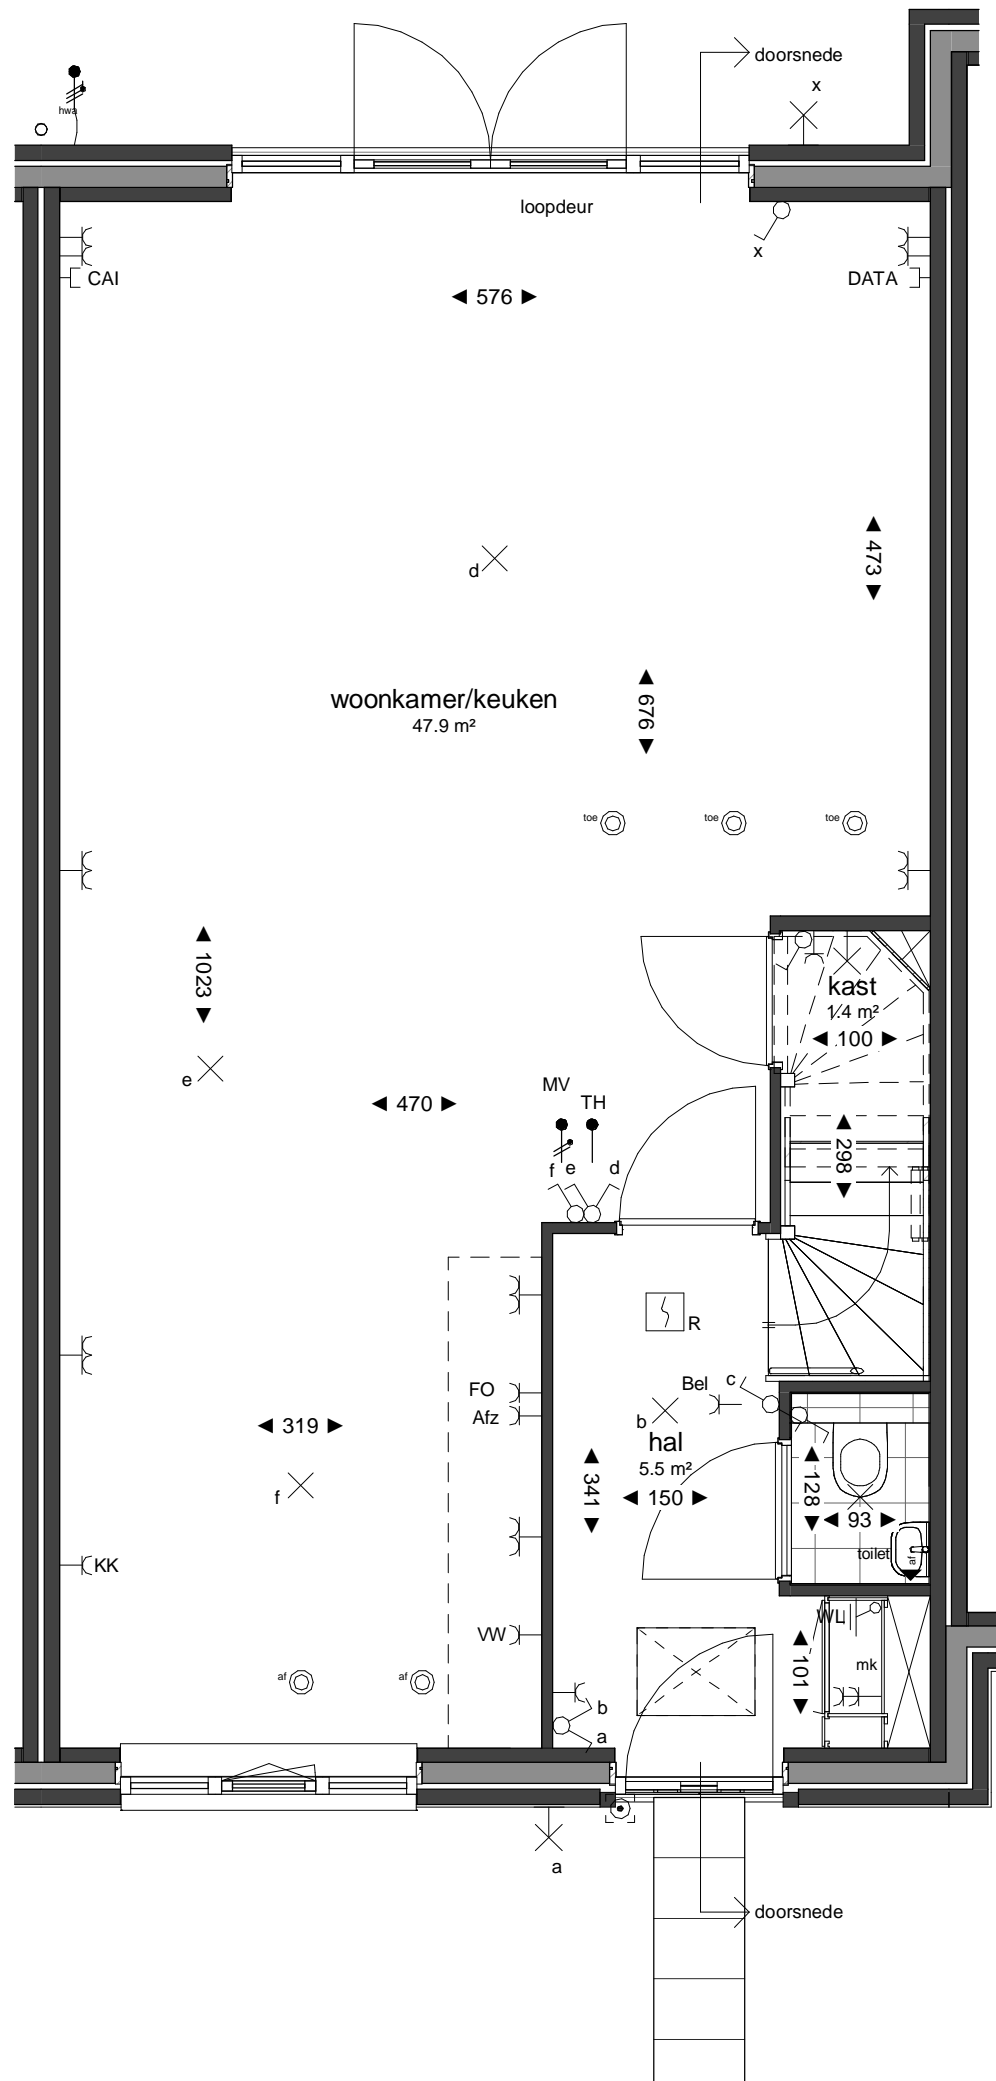 doorsnede
x
hwa
loopdeur
x
CAI
DATA
576
473
d
woonkamer/keuken
47.9 m²
676
toe
toe
toe
1023
kast
1.4 m²
100
e
470
MV
TH
298
f e d
R
FO
Bel
c
Afz
b
319
hal
5.5 m²
341
150
128
93
f
toilet
af
KK
WL
VW
101
mk
af
af
b
a
a
doorsnede